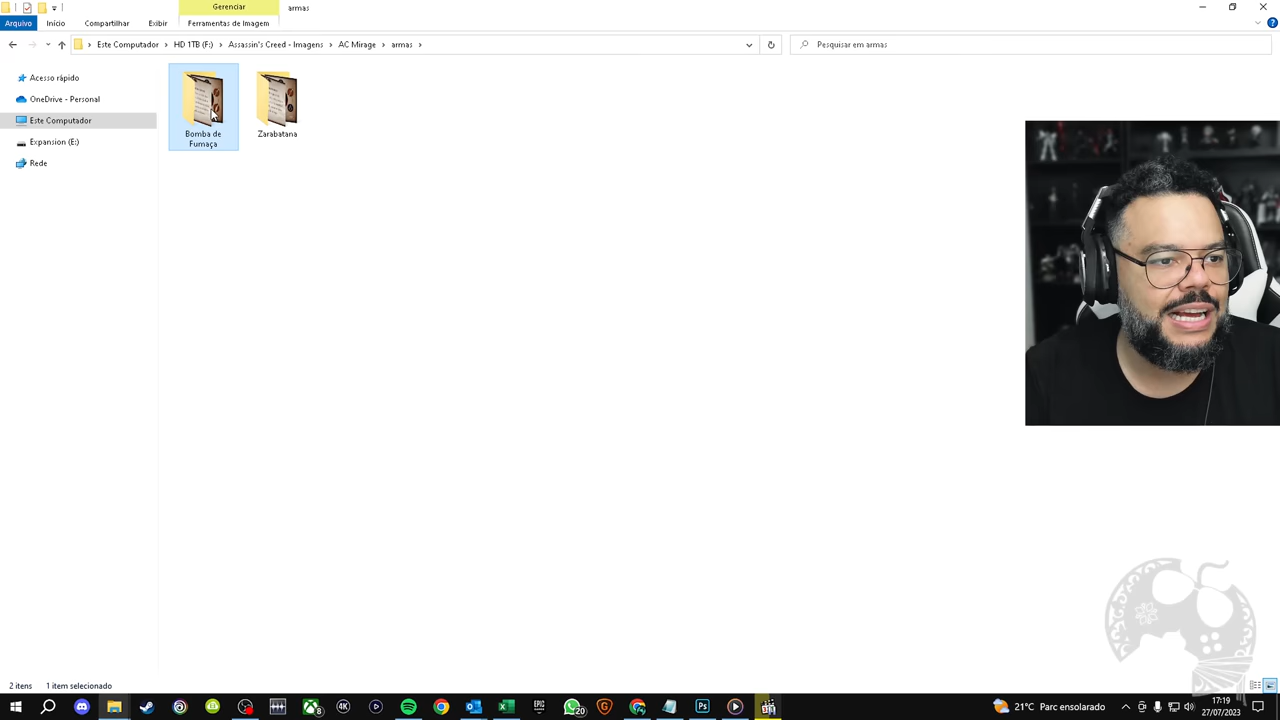 Gerenciar
armas
Arquivo
Início
Compartilhar
Exibir
Ferramentas de Imagem
Este Computador
HD 1TB (F:)
Assassin's Creed - Imagens
AC Mirage
armas
Pesquisar em armas
Acesso rápido
OneDrive - Personal
Este Computador
Expansion (E:)
Rede
Bomba de
Fumaça
Zarabatana
2 itens
1 item selecionado
21°C Parc ensolarado
17:19
27/07/2023